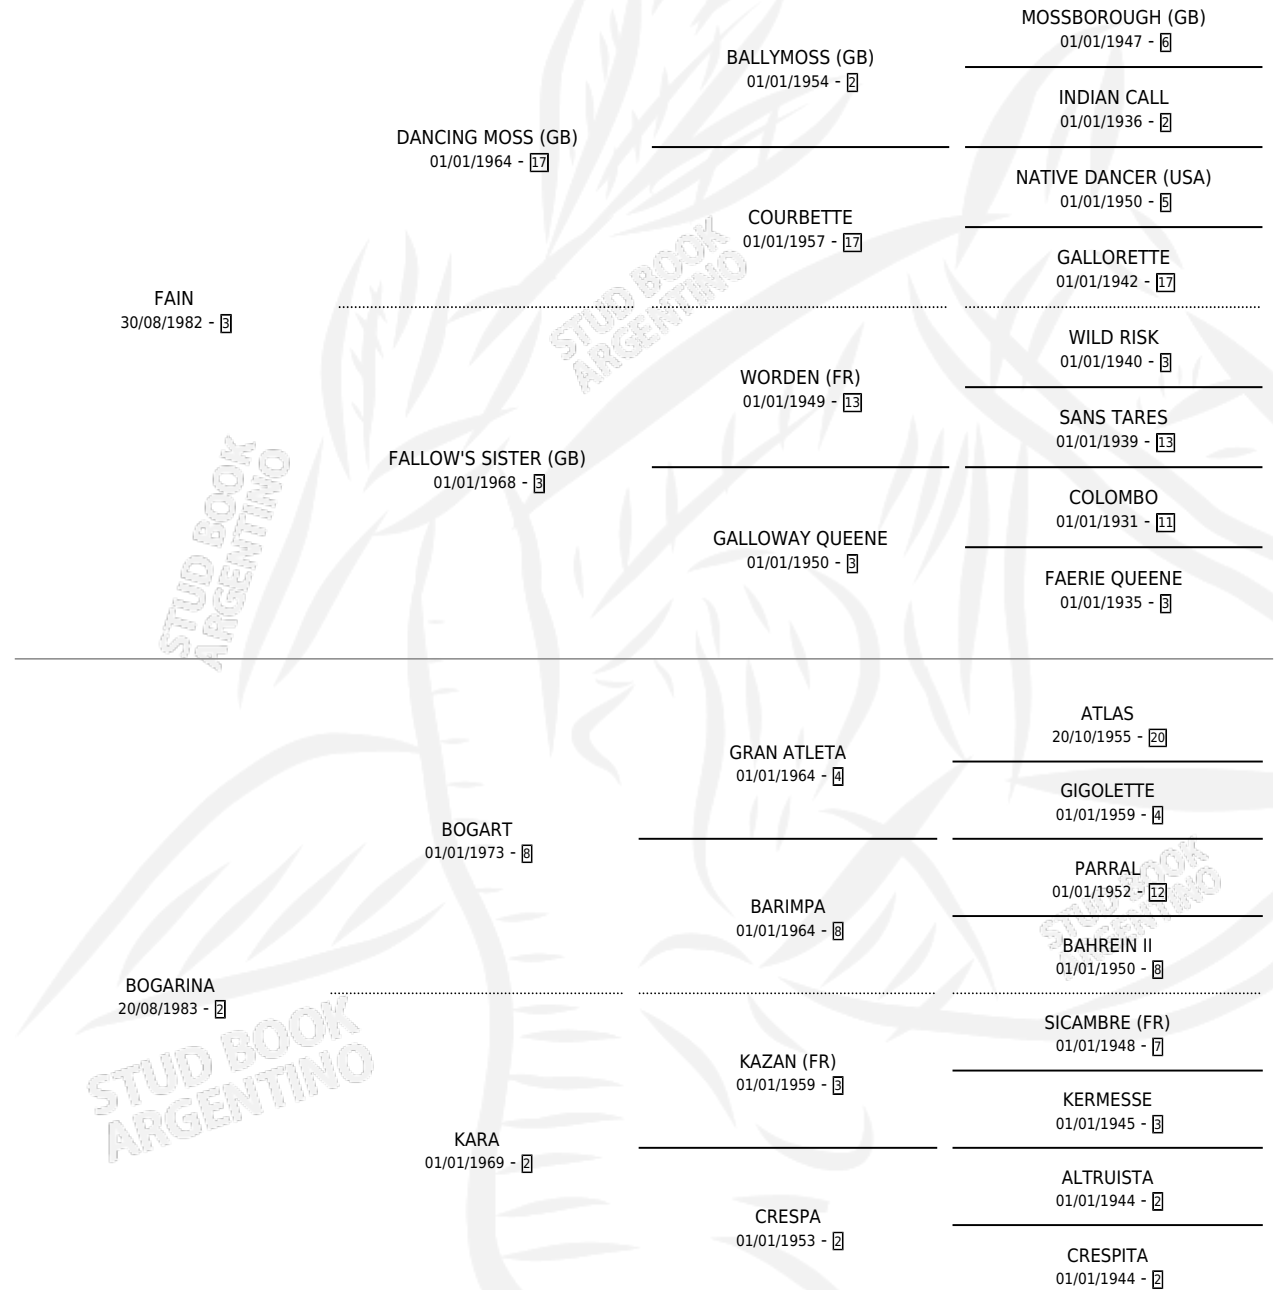 MOSSBOROUGH (GB)
01/01/1947 - 6
BALLYMOSS (GB)
01/01/1954 - 2
INDIAN CALL
01/01/1936 - 2
DANCING MOSS (GB)
01/01/1964 - 17
NATIVE DANCER (USA)
01/01/1950 - 5
COURBETTE
01/01/1957 - 17
GALLORETTE
01/01/1942 - 17
FAIN
30/08/1982 - 3
WILD RISK
01/01/1940 - 3
WORDEN (FR)
01/01/1949 - 13
SANS TARES
01/01/1939 - 13
FALLOW'S SISTER (GB)
01/01/1968 - 3
COLOMBO
01/01/1931 - 11
GALLOWAY QUEENE
01/01/1950 - 3
FAERIE QUEENE
01/01/1935 - 3
ATLAS
20/10/1955 - 20
GRAN ATLETA
01/01/1964 - 4
GIGOLETTE
01/01/1959 - 4
BOGART
01/01/1973 - 8
PARRAL
01/01/1952 - 12
BARIMPA
01/01/1964 - 8
BAHREIN II
01/01/1950 - 8
BOGARINA
20/08/1983 - 2
SICAMBRE (FR)
01/01/1948 - 7
KAZAN (FR)
01/01/1959 - 3
KERMESSE
01/01/1945 - 3
KARA
01/01/1969 - 2
ALTRUISTA
01/01/1944 - 2
CRESPA
01/01/1953 - 2
CRESPITA
01/01/1944 - 2
STUD BOOK
ARGENTINO
STUD BOOK
ARGENTINO
STUD BOOK
ARGENTINO
STUD BOOK
ARGENTINO